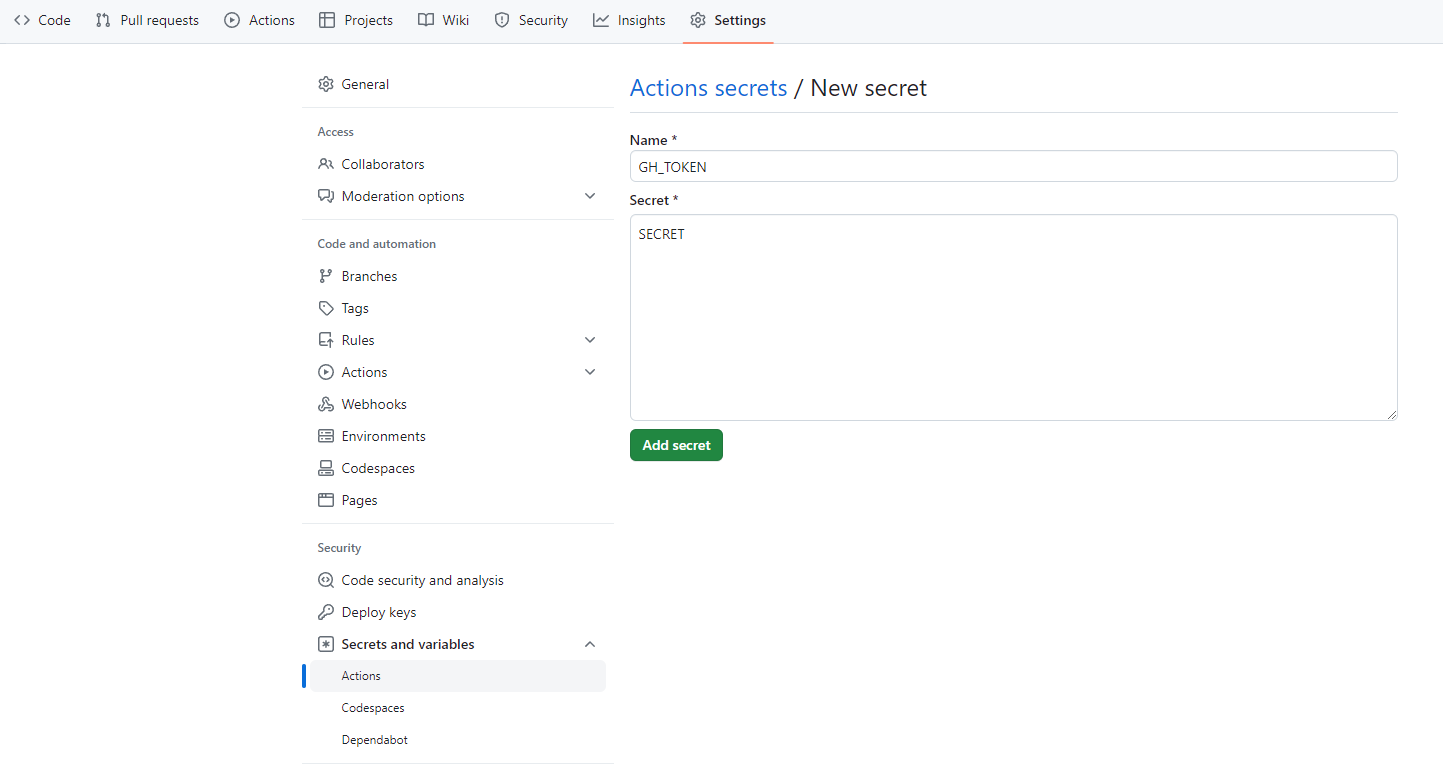 Code Pull requests Actions Projects Wiki Security Insights Settings
General
Access
Collaborators
Moderation options
Code and automation
Branches
Tags
Rules
Actions
Webhooks
Environments
Codespaces
Pages
Security
Code security and analysis
Deploy keys
Secrets and variables
Actions
Codespaces
Dependabot
Actions secrets / New secret
Name *
GH_TOKEN
Secret *
SECRET
Add secret